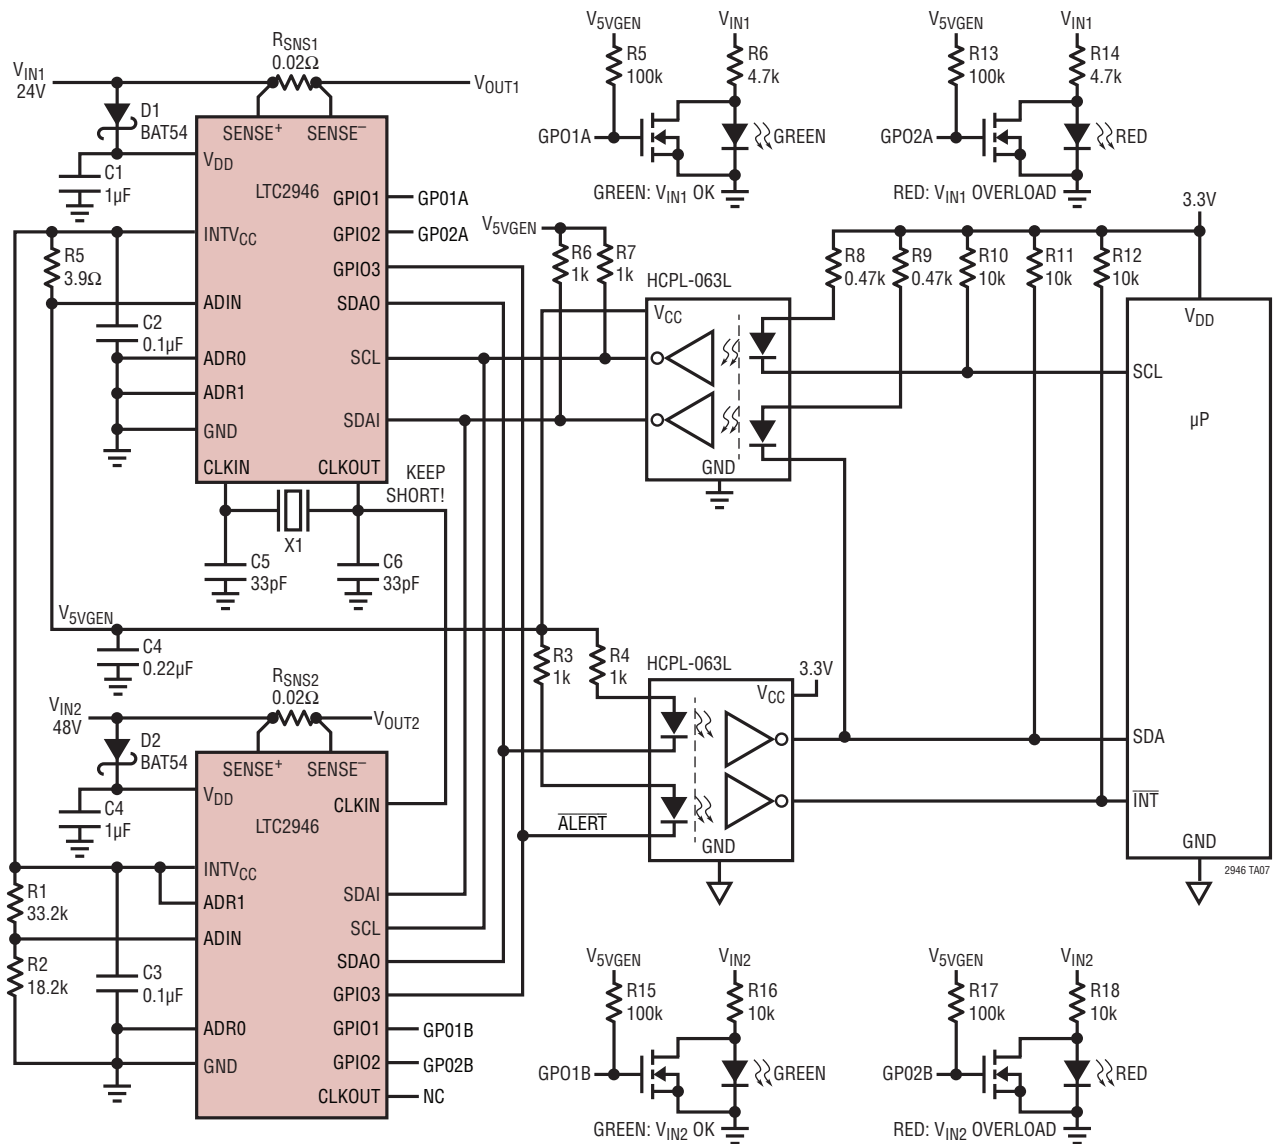 V5VGEN
R5
100k
VIN1
R6
4.7k
GPO1A
GREEN
GREEN: VIN1 OK
V5VGEN
R13
100k
VIN1
R14
4.7k
GPO2A
RED
RED: VIN1 OVERLOAD
VIN1
24V
RSNS1
0.02Ω
VOUT1
D1
BAT54
C1
1µF
SENSE+
SENSE–
VDD
LTC2946
GPIO1
GP01A
INTVCC
GPIO2
GP02A
GPIO3
R5
3.9Ω
ADIN
SDAO
C2
0.1µF
ADR0
SCL
ADR1
GND
SDAI
CLKIN
CLKOUT
KEEP
SHORT!
X1
C5
33pF
C6
33pF
V5VGEN
R6
1k
R7
1k
HCPL-063L
VCC
GND
R8
0.47k
R9
0.47k
R10
10k
R11
10k
R12
10k
3.3V
VDD
SCL
µP
SDA
INT
GND
2946 TA07
V5VGEN
C4
0.22µF
R3
1k
R4
1k
HCPL-063L
3.3V
VCC
GND
ALERT
VIN2
48V
RSNS2
0.02Ω
VOUT2
D2
BAT54
C4
1µF
SENSE+
SENSE–
VDD
CLKIN
LTC2946
INTVCC
SDAI
ADR1
R1
33.2k
SCL
ADIN
R2
18.2k
SDAO
C3
0.1µF
GPIO3
ADR0
GPIO1
GP01B
GND
GPIO2
GP02B
CLKOUT
NC
V5VGEN
R15
100k
VIN2
R16
10k
GPO1B
GREEN
GREEN: VIN2 OK
V5VGEN
R17
100k
VIN2
R18
10k
GP02B
RED
RED: VIN2 OVERLOAD